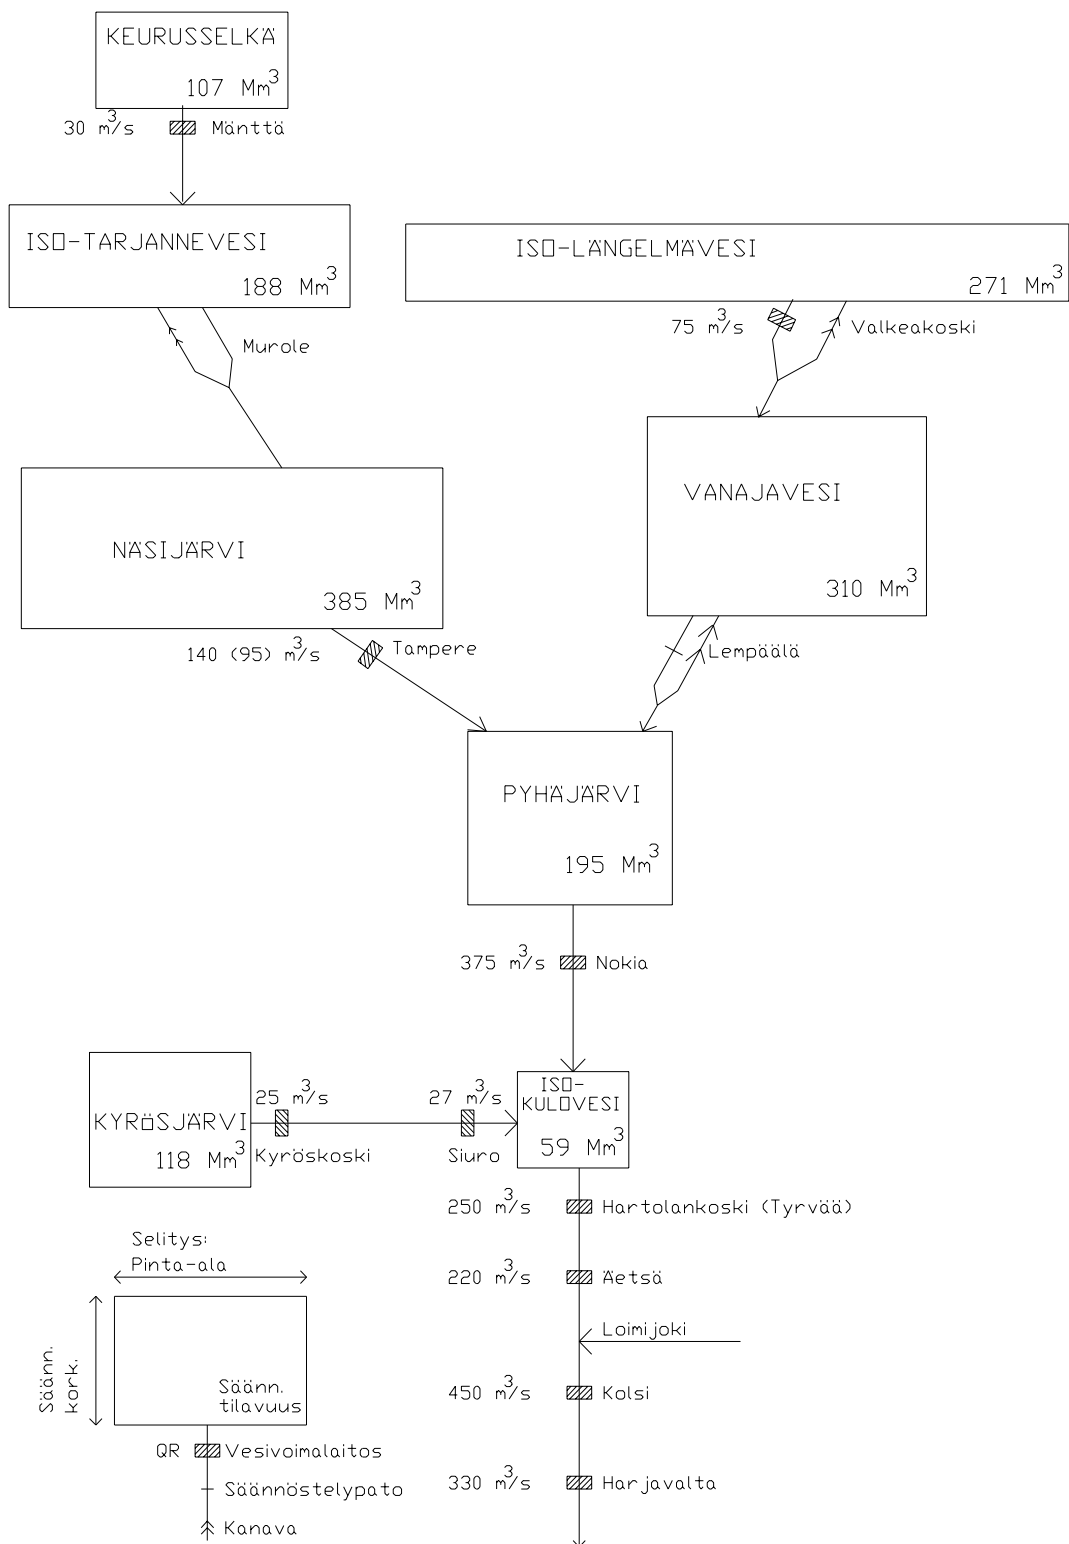 KEURUSSELKÄ
107 Mm³
30 m³/s
Mänttä
ISO-TARJANNEVESI
188 Mm³
ISO-LÄNGELMÄVESI
271 Mm³
75 m³/s
Valkeakoski
Murole
VANAJAVESI
310 Mm³
NÄSIJÄRVI
385 Mm³
140 (95) m³/s
Tampere
Lempäälä
PYHÄJÄRVI
195 Mm³
375 m³/s
Nokia
ISO-
KULOVESI
59 Mm³
KYRÖSJÄRVI
118 Mm³
25 m³/s
Kyröskoski
27 m³/s
Siuro
250 m³/s
Hartolankoski (Tyrvää)
220 m³/s
Äetsä
Loimijoki
450 m³/s
Kolsi
330 m³/s
Harjavalta
Selitys:
Pinta-ala
Säänn.
kork.
Säänn.
tilavuus
QR
Vesivoimalaitos
Säännöstelypato
Kanava